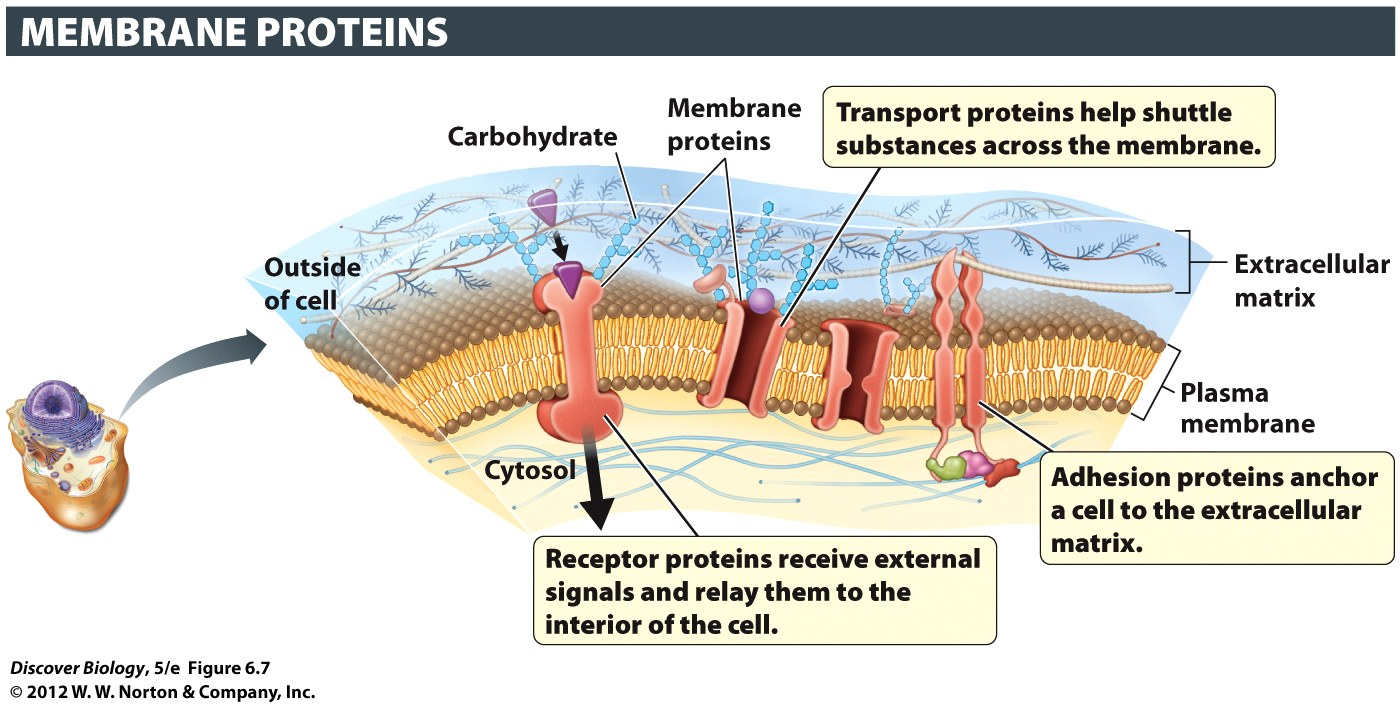 MEMBRANE PROTEINS
Carbohydrate
Membrane
proteins
Transport proteins help shuttle
substances across the membrane.
Outside
of cell
Extracellular
matrix
Plasma
membrane
Cytosol
Adhesion proteins anchor
a cell to the extracellular
matrix.
Receptor proteins receive external
signals and relay them to the
interior of the cell.
Discover Biology, 5/e Figure 6.7
© 2012 W. W. Norton & Company, Inc.